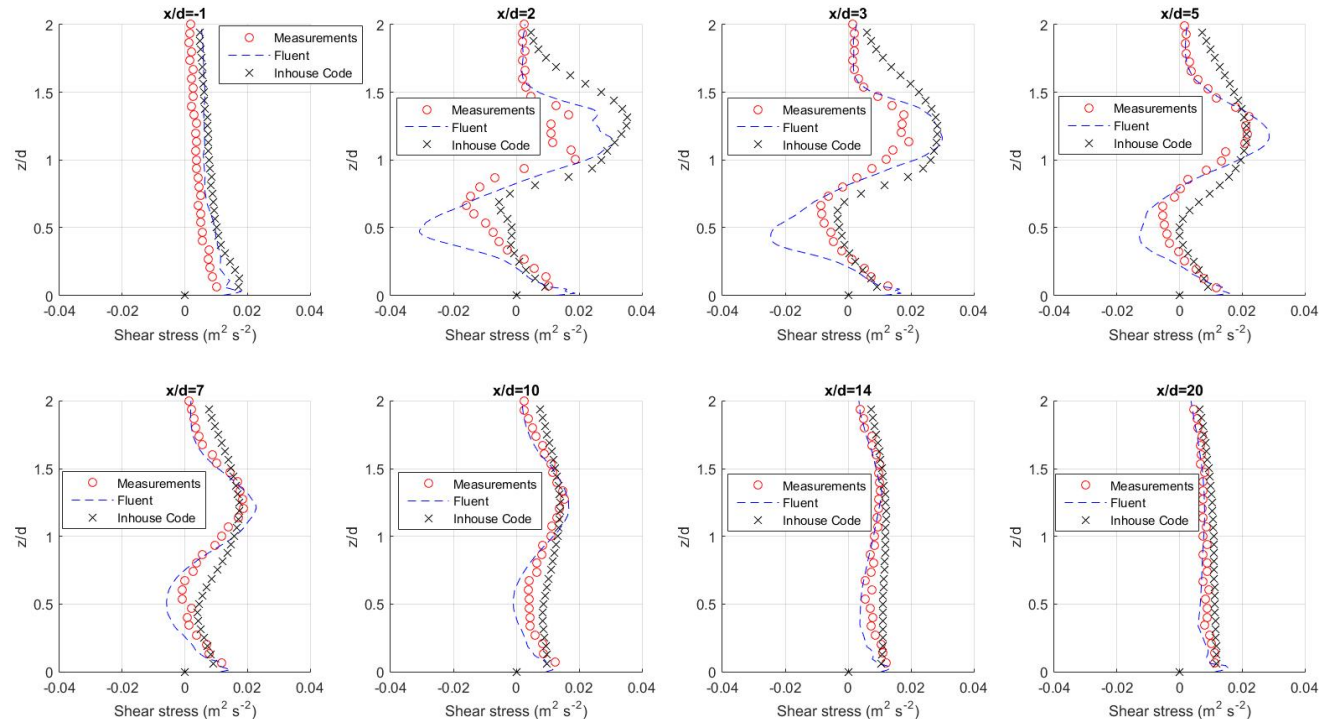 x/d=-1
2
1.5
1
0.5
0
z/d
Measurements
Fluent
Inhouse Code
-0.04
-0.02
0
0.02
0.04
Shear stress (m² s⁻²)
x/d=2
2
1.5
1
0.5
0
z/d
Measurements
Fluent
Inhouse Code
-0.04
-0.02
0
0.02
0.04
Shear stress (m² s⁻²)
x/d=3
2
1.5
1
0.5
0
z/d
Measurements
Fluent
Inhouse Code
-0.04
-0.02
0
0.02
0.04
Shear stress (m² s⁻²)
x/d=5
2
1.5
1
0.5
0
z/d
Measurements
Fluent
Inhouse Code
-0.04
-0.02
0
0.02
0.04
Shear stress (m² s⁻²)
x/d=7
2
1.5
1
0.5
0
z/d
Measurements
Fluent
Inhouse Code
-0.04
-0.02
0
0.02
0.04
Shear stress (m² s⁻²)
x/d=10
2
1.5
1
0.5
0
z/d
Measurements
Fluent
Inhouse Code
-0.04
-0.02
0
0.02
0.04
Shear stress (m² s⁻²)
x/d=14
2
1.5
1
0.5
0
z/d
Measurements
Fluent
Inhouse Code
-0.04
-0.02
0
0.02
0.04
Shear stress (m² s⁻²)
x/d=20
2
1.5
1
0.5
0
z/d
Measurements
Fluent
Inhouse Code
-0.04
-0.02
0
0.02
0.04
Shear stress (m² s⁻²)